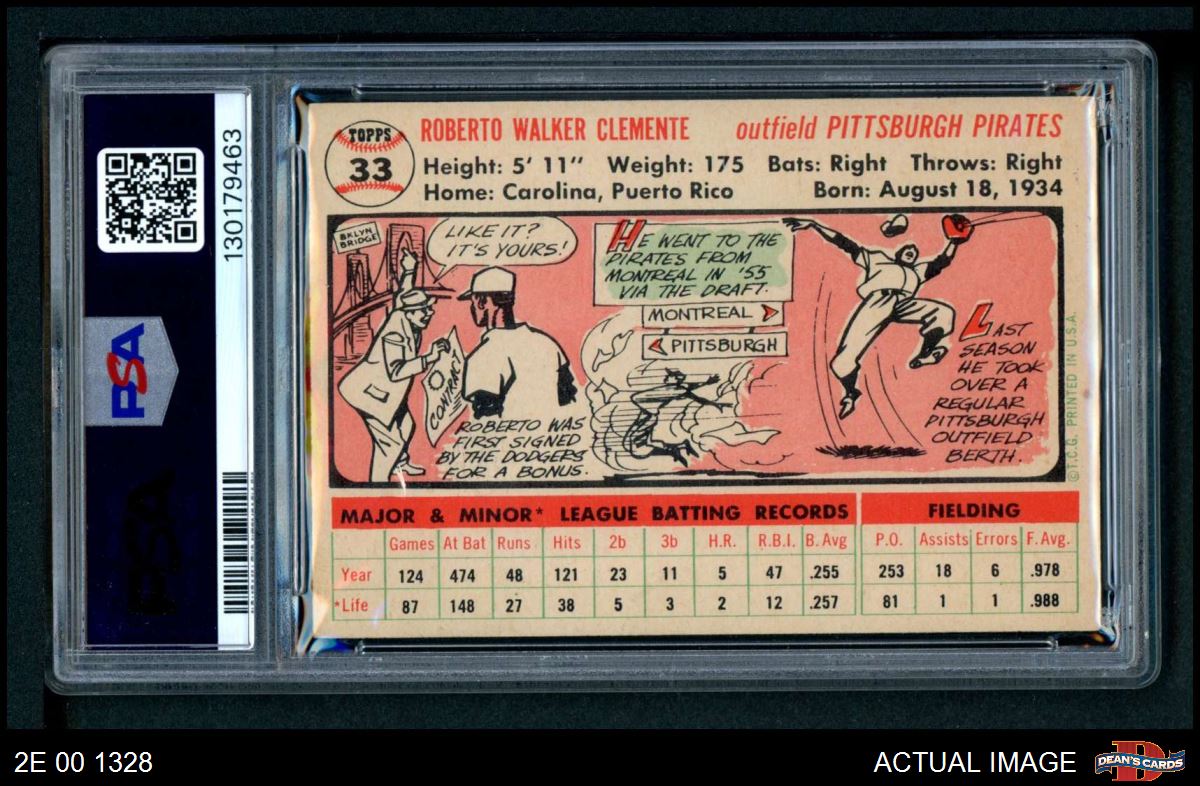 130179463
PSA
PSA
TOPPS
33
ROBERTO WALKER CLEMENTE outfield PITTSBURGH PIRATES
Height: 5' 11" Weight: 175 Bats: Right Throws: Right
Home: Carolina, Puerto Rico Born: August 18, 1934
BKLYN
BRIDGE
LIKE IT?
IT'S YOURS!
CONTRACT
ROBERTO WAS
FIRST SIGNED
BY THE DODGERS
FOR A BONUS.
HE WENT TO THE
PIRATES FROM
MONTREAL IN '55
VIA THE DRAFT.
MONTREAL
PITTSBURGH
LAST
SEASON
HE TOOK
OVER A
REGULAR
PITTSBURGH
OUTFIELD
BERTH.
©T.C.G. PRINTED IN U.S.A.
MAJOR & MINOR* LEAGUE BATTING RECORDS FIELDING
Games At Bat Runs Hits 2b 3b H.R. R.B.I. B. Avg P.O. Assists Errors F. Avg.
Year 124 474 48 121 23 11 5 47 .255 253 18 6 .978
*Life 87 148 27 38 5 3 2 12 .257 81 1 1 .988
2E 00 1328 ACTUAL IMAGE
DEAN'S CARDS